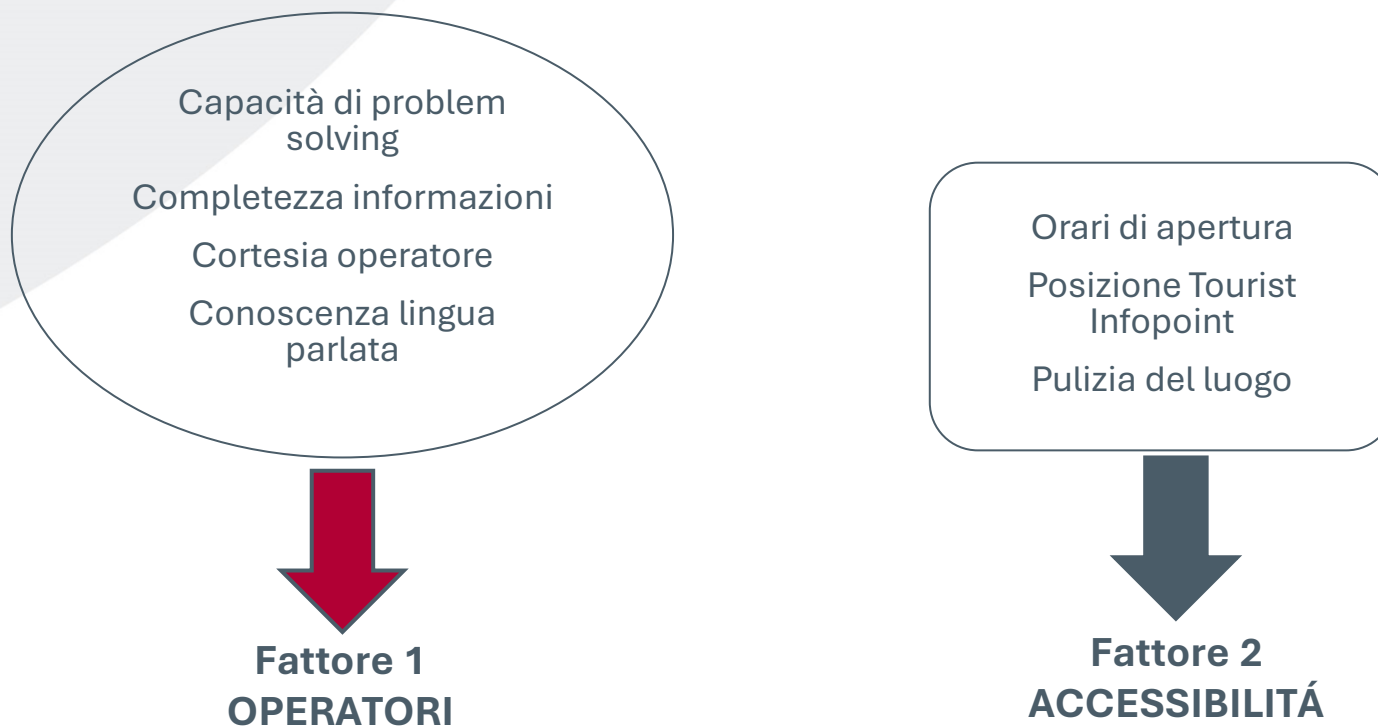 Capacità di problem
solving
Completezza informazioni
Cortesia operatore
Conoscenza lingua
parlata
Fattore 1
OPERATORI
Orari di apertura
Posizione Tourist
Infopoint
Pulizia del luogo
Fattore 2
ACCESSIBILITÁ